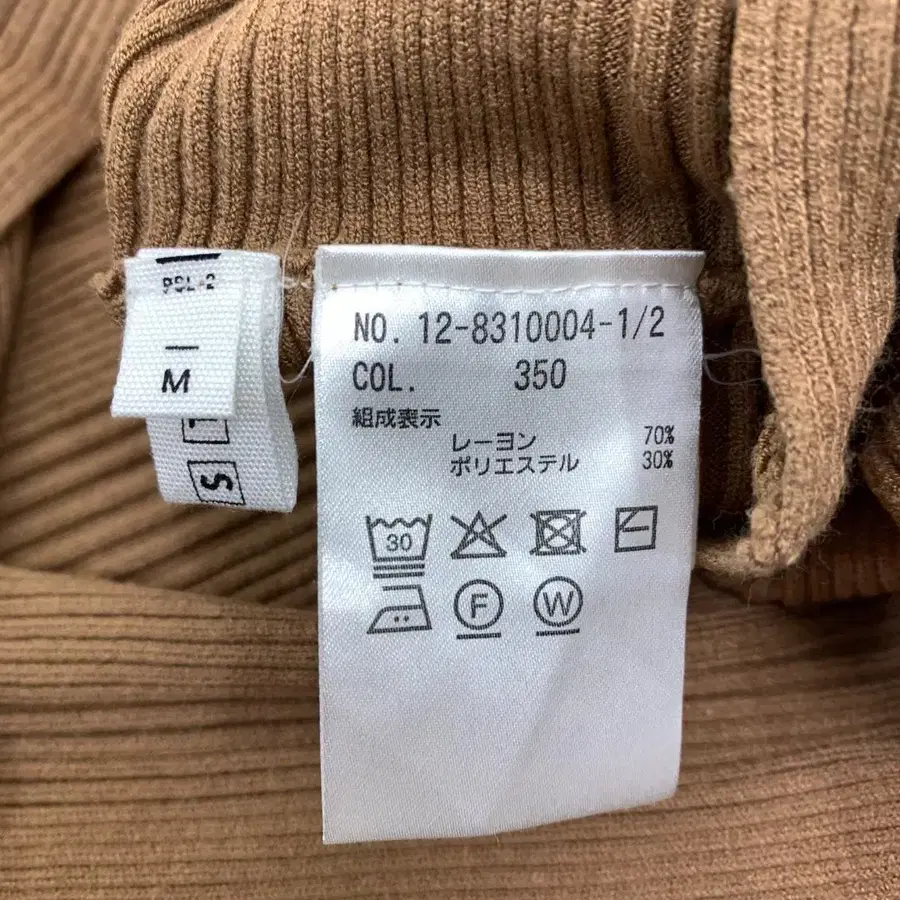 PSL-2
M
S
NO. 12-8310004-1/2
COL. 350
組成表示
レーヨン 70%
ポリエステル 30%
30
F W